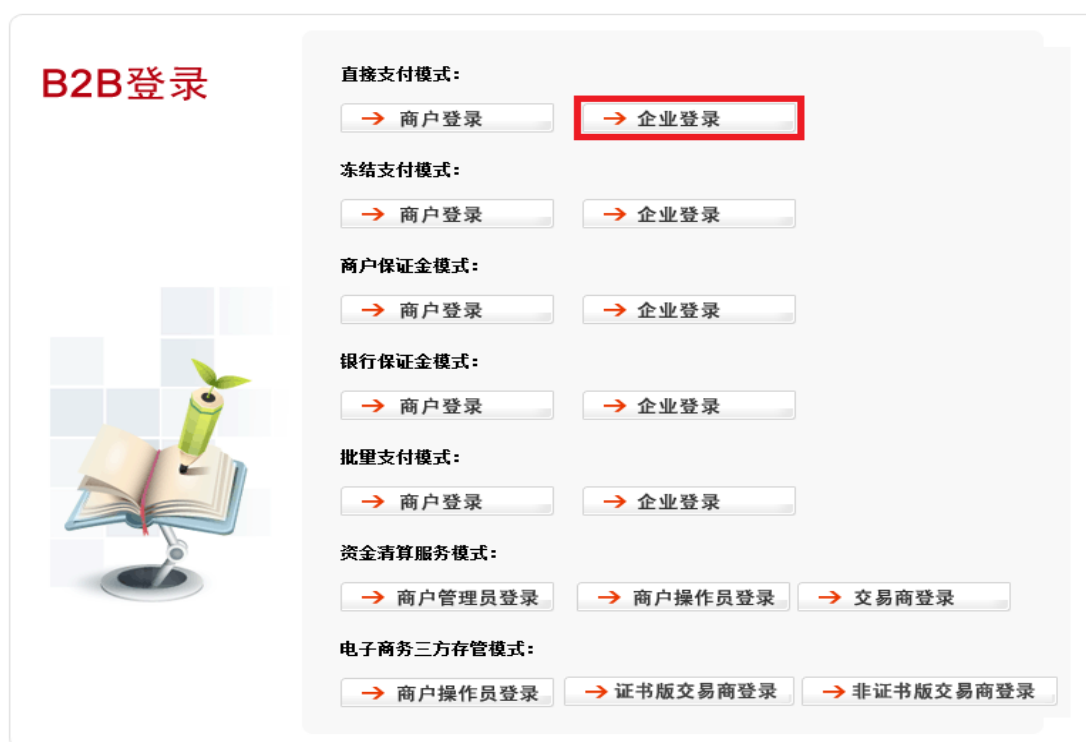 B2B登录
直接支付模式：
商户登录 企业登录
冻结支付模式：
商户登录 企业登录
商户保证金模式：
商户登录 企业登录
银行保证金模式：
商户登录 企业登录
批量支付模式：
商户登录 企业登录
资金清算服务模式：
商户管理员登录 商户操作员登录 交易商登录
电子商务三方存管模式：
商户操作员登录 证书版交易商登录 非证书版交易商登录